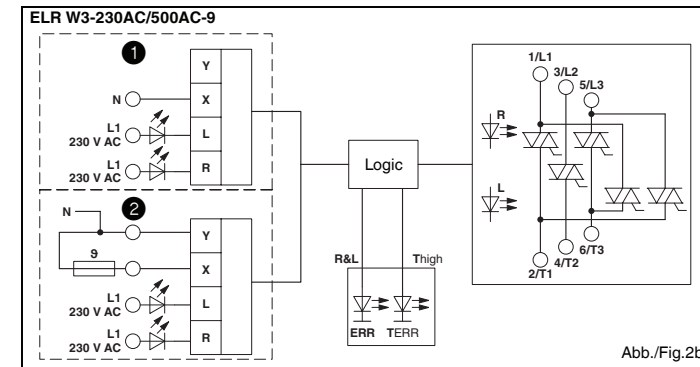 ELR W3-230AC/500AC-9
1
Y
N
X
L1
230 V AC
L
L1
230 V AC
R
2
N
Y
ϑ
X
L1
230 V AC
L
L1
230 V AC
R
Logic
R&L
Thigh
ERR
TERR
1/L1
3/L2
5/L3
R
L
2/T1
4/T2
6/T3
Abb./Fig.2b